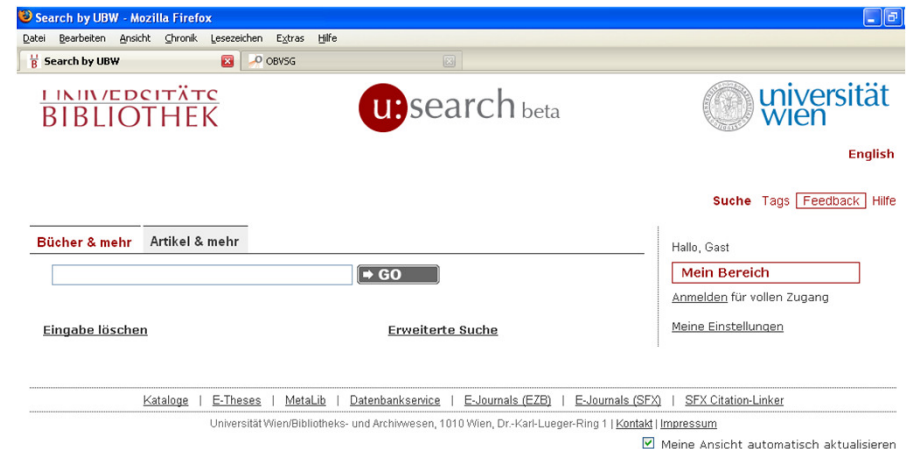 Search by UBW - Mozilla Firefox
Datei Bearbeiten Ansicht Chronik Lesezeichen Extras Hilfe
Search by UBW OBVSG
UNIVERSITÄTS
BIBLIOTHEK
u:search beta
universität
wien
English
Suche Tags Feedback Hilfe
Bücher & mehr Artikel & mehr
Hallo, Gast
GO
Mein Bereich
Anmelden für vollen Zugang
Eingabe löschen Erweiterte Suche
Meine Einstellungen
Kataloge | E-Theses | MetaLib | Datenbankservice | E-Journals (EZB) | E-Journals (SFX) | SFX Citation-Linker
Universität Wien/Bibliotheks- und Archivwesen, 1010 Wien, Dr.-Karl-Lueger-Ring 1 | Kontakt | Impressum
Meine Ansicht automatisch aktualisieren